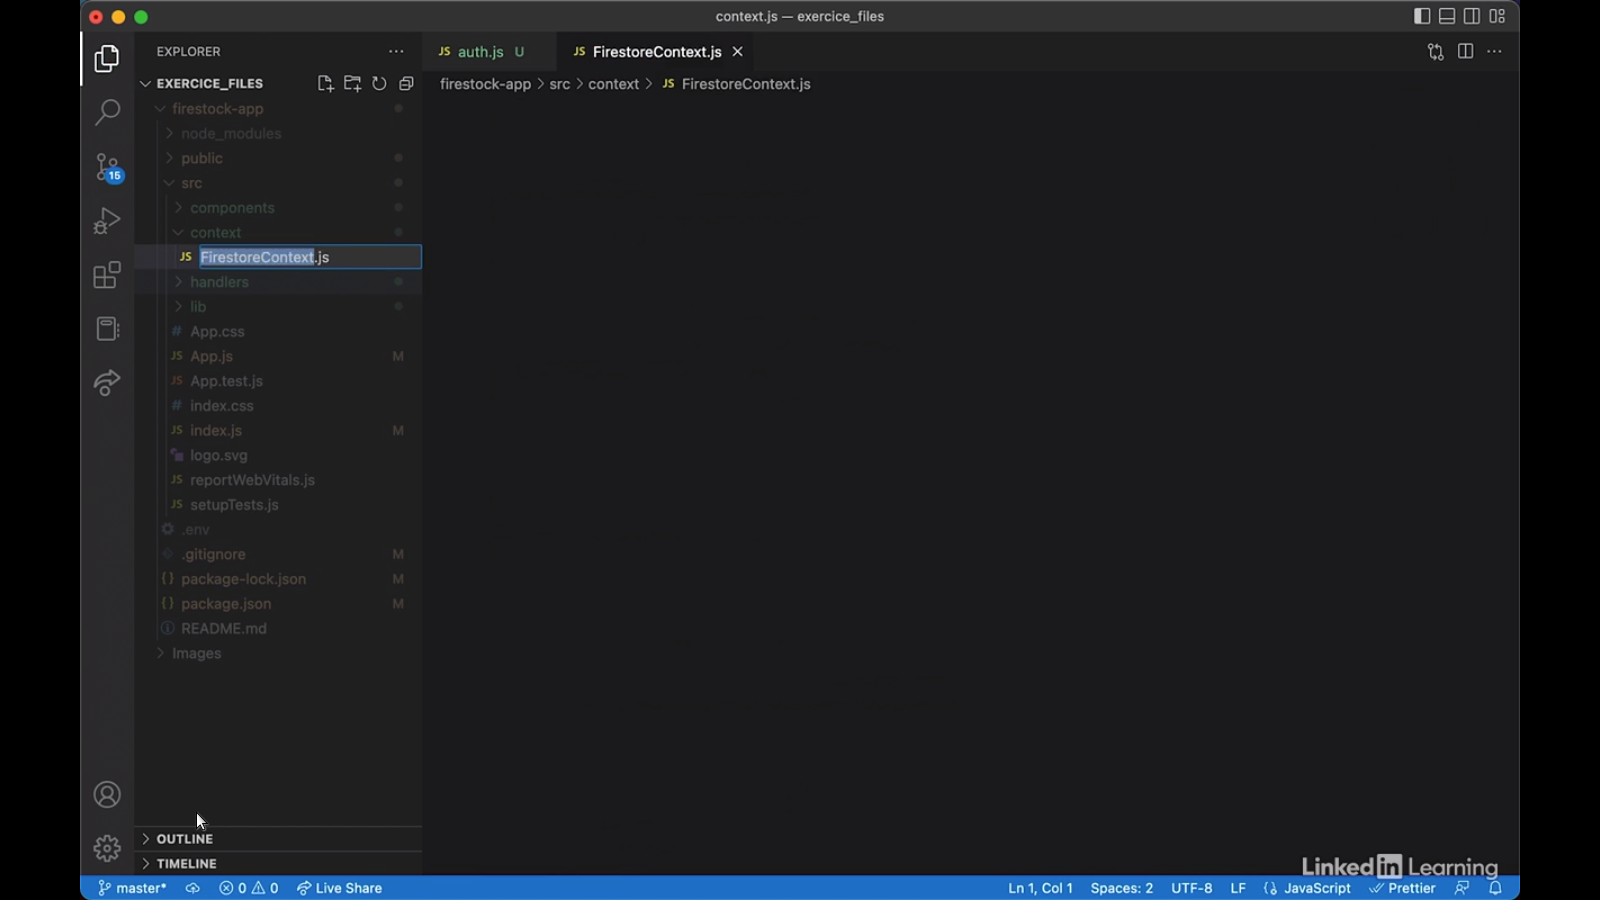 context.js — exercice_files
EXPLORER
EXERCICE_FILES
firestock-app
node_modules
public
src
components
context
JS FirestoreContext.js
handlers
lib
# App.css
JS App.js M
JS App.test.js
# index.css
JS index.js M
logo.svg
JS reportWebVitals.js
JS setupTests.js
.env
.gitignore M
{} package-lock.json M
{} package.json M
README.md
Images
OUTLINE
TIMELINE
15
JS auth.js U
JS FirestoreContext.js
firestock-app > src > context > JS FirestoreContext.js
LinkedIn Learning
master* 0 0 Live Share
Ln 1, Col 1 Spaces: 2 UTF-8 LF {} JavaScript Prettier